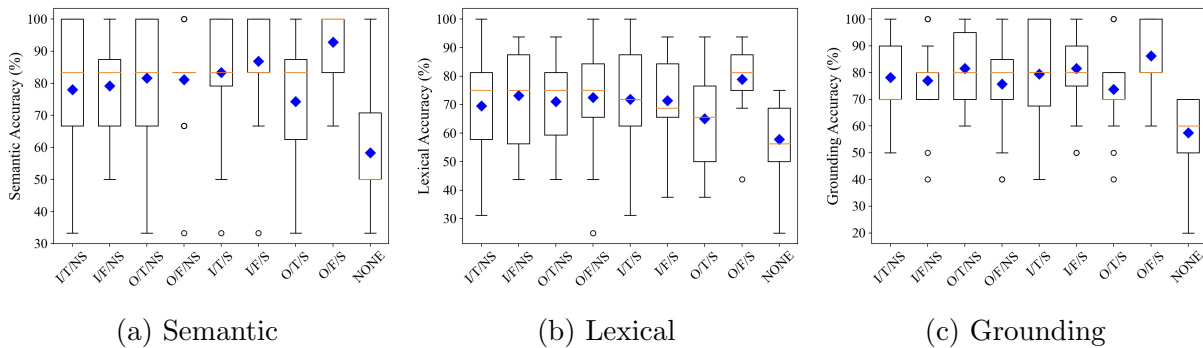 Semantic Accuracy (%)
100
90
80
70
60
50
40
30
I/T/NS
I/F/NS
O/T/NS
O/F/NS
I/T/S
I/F/S
O/T/S
O/F/S
NONE
(a) Semantic
Lexical Accuracy (%)
100
90
80
70
60
50
40
30
I/T/NS
I/F/NS
O/T/NS
O/F/NS
I/T/S
I/F/S
O/T/S
O/F/S
NONE
(b) Lexical
Grounding Accuracy (%)
100
90
80
70
60
50
40
30
20
I/T/NS
I/F/NS
O/T/NS
O/F/NS
I/T/S
I/F/S
O/T/S
O/F/S
NONE
(c) Grounding